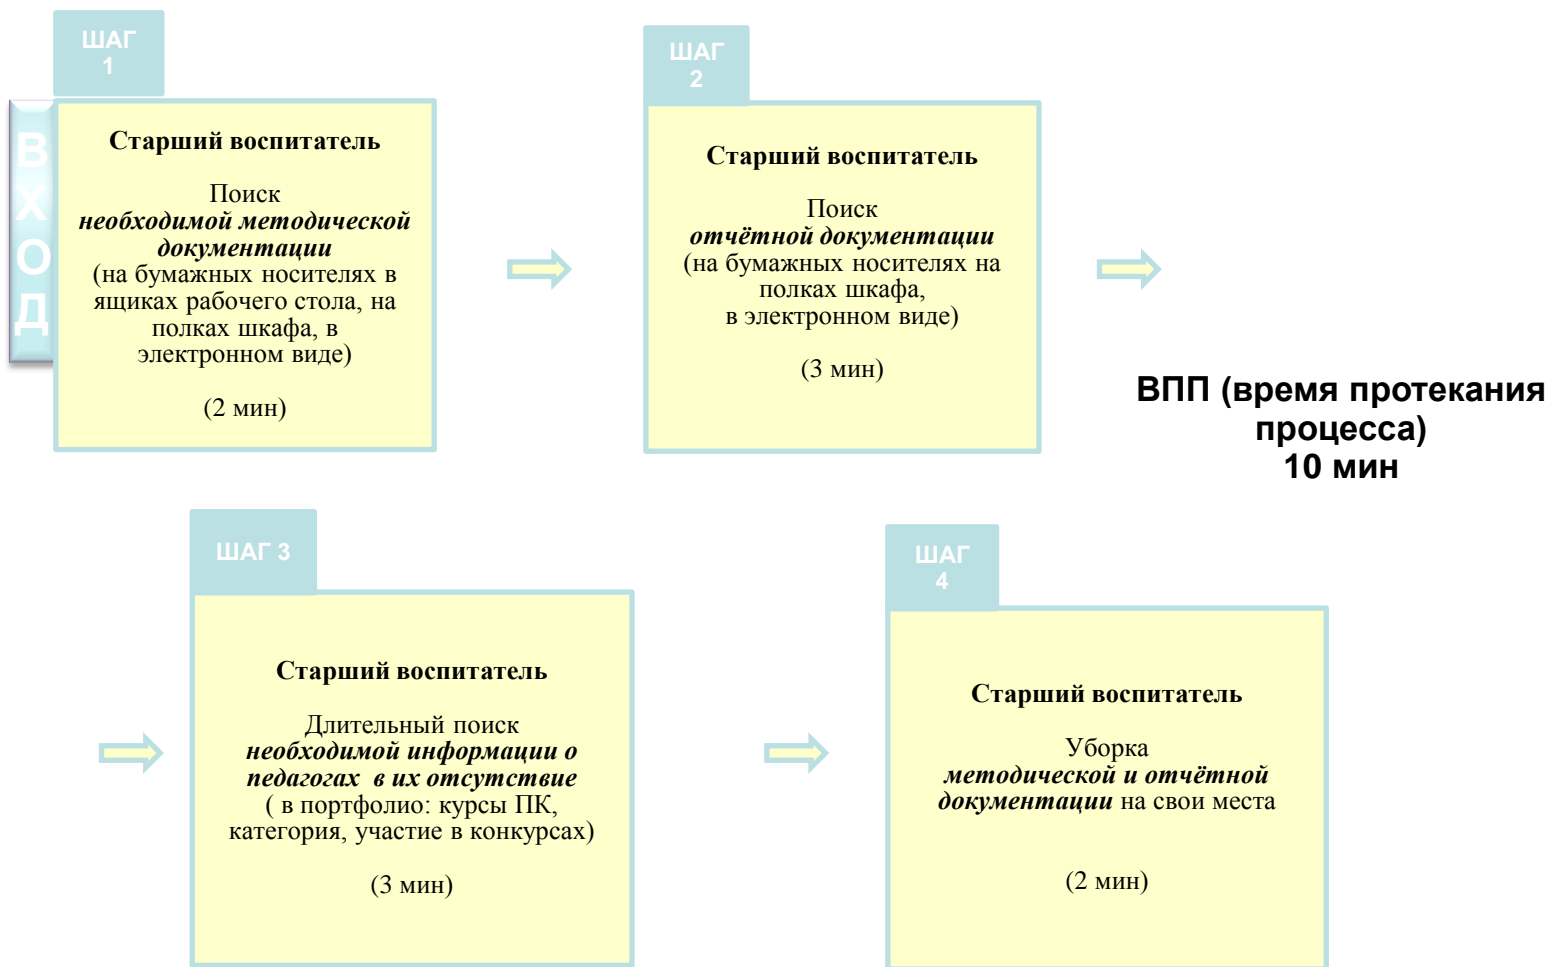 ШАГ
1
В
Х
О
Д
Старший воспитатель
Поиск
необходимой методической
документации
(на бумажных носителях в
ящиках рабочего стола, на
полках шкафа, в
электронном виде)
(2 мин)
ШАГ
2
Старший воспитатель
Поиск
отчётной документации
(на бумажных носителях на
полках шкафа,
в электронном виде)
(3 мин)
ВПП (время протекания
процесса)
10 мин
ШАГ 3
Старший воспитатель
Длительный поиск
необходимой информации о
педагогах в их отсутствие
( в портфолио: курсы ПК,
категория, участие в конкурсах)
(3 мин)
ШАГ
4
Старший воспитатель
Уборка
методической и отчётной
документации на свои места
(2 мин)